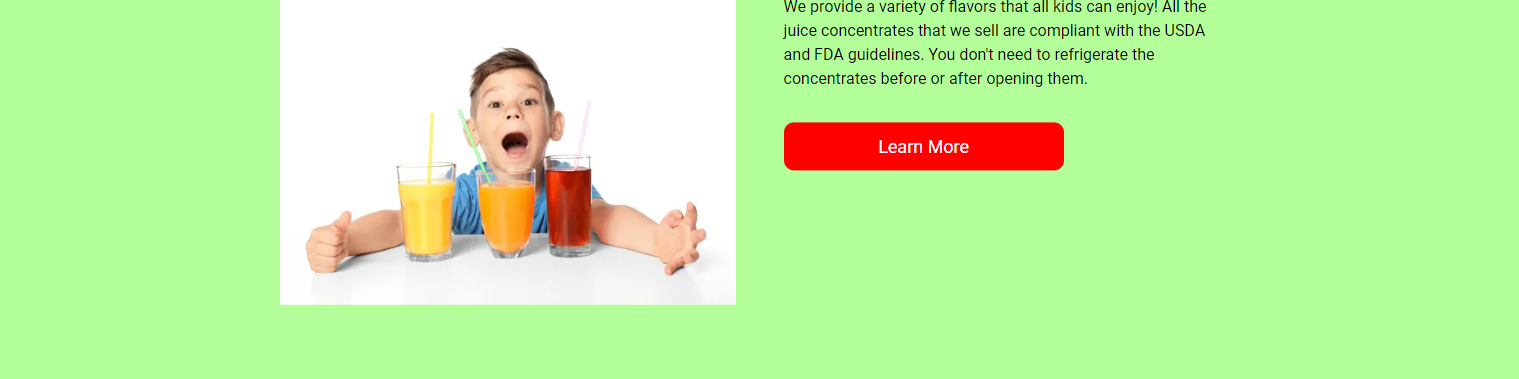 We provide a variety of flavors that all kids can enjoy! All the
juice concentrates that we sell are compliant with the USDA
and FDA guidelines. You don't need to refrigerate the
concentrates before or after opening them.
Learn More